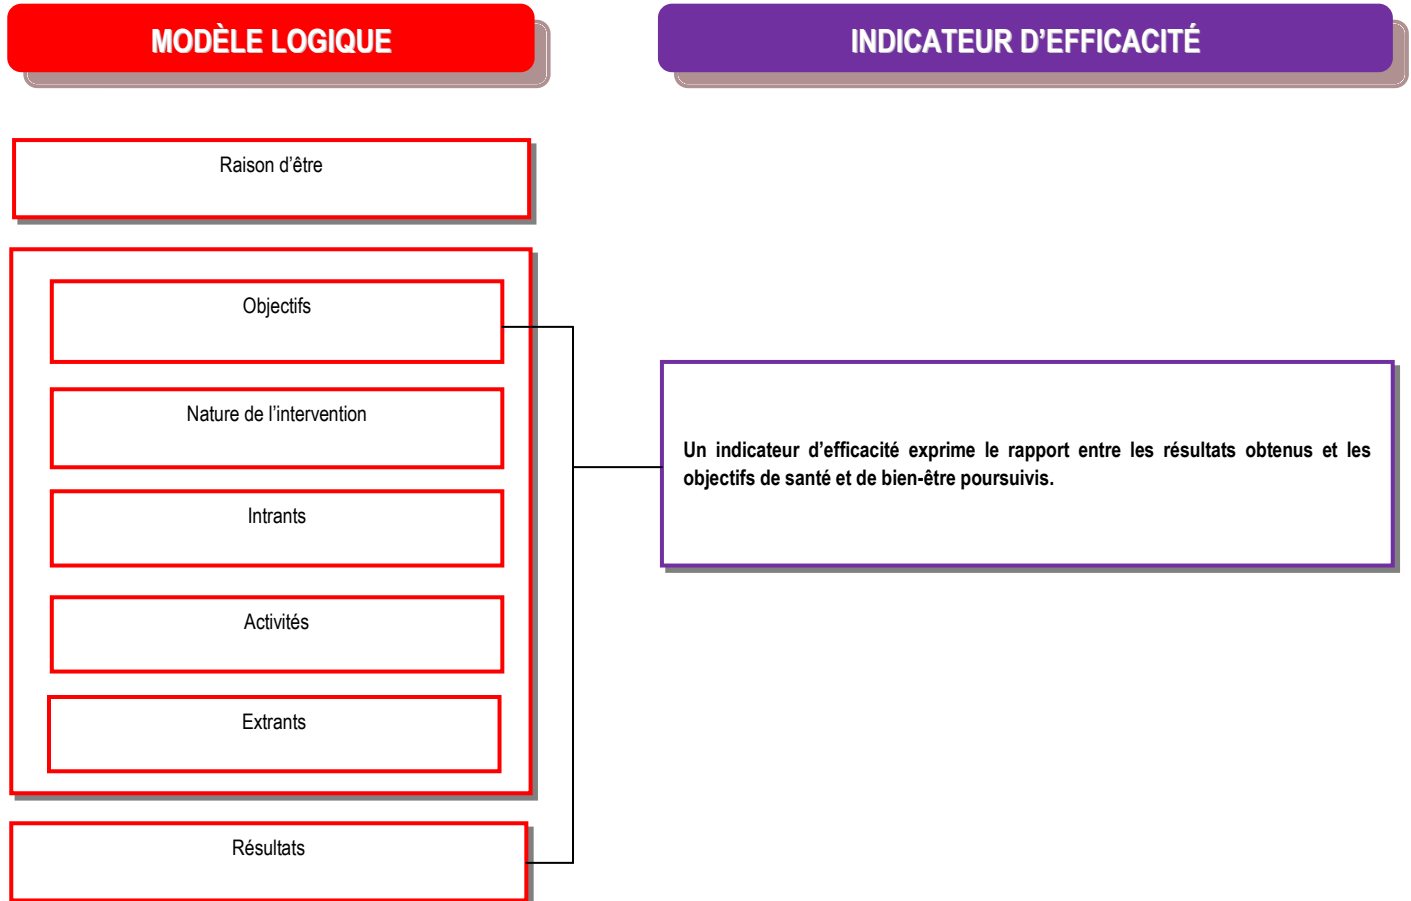 MODÈLE LOGIQUE
INDICATEUR D’EFFICACITÉ
Raison d’être
Objectifs
Nature de l’intervention
Intrants
Activités
Extrants
Résultats
Un indicateur d’efficacité exprime le rapport entre les résultats obtenus et les
objectifs de santé et de bien-être poursuivis.